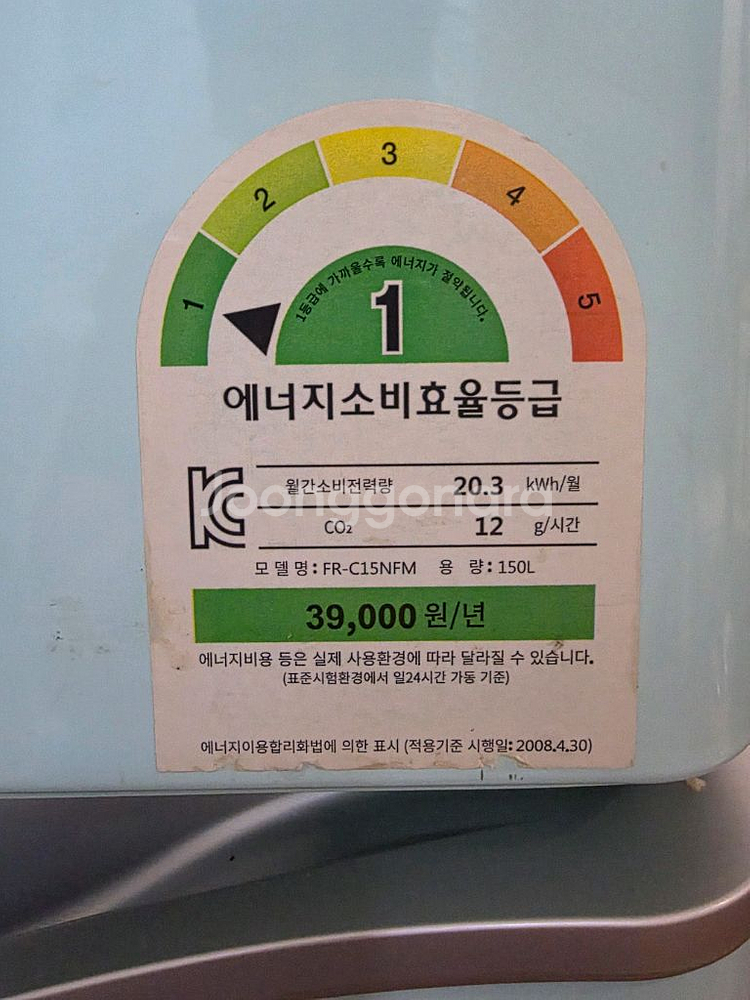 1 2 3 4 5
1등급에 가까울수록 에너지가 절약됩니다.
1
에너지소비효율등급
월간소비전력량 20.3 kWh/월
CO₂ 12 g/시간
모델명: FR-C15NFM 용 량: 150L
39,000 원/년
에너지비용 등은 실제 사용환경에 따라 달라질 수 있습니다.
(표준시험환경에서 일24시간 가동 기준)
에너지이용합리화법에 의한 표시 (적용기준 시행일: 2008.4.30)
Joonggonara